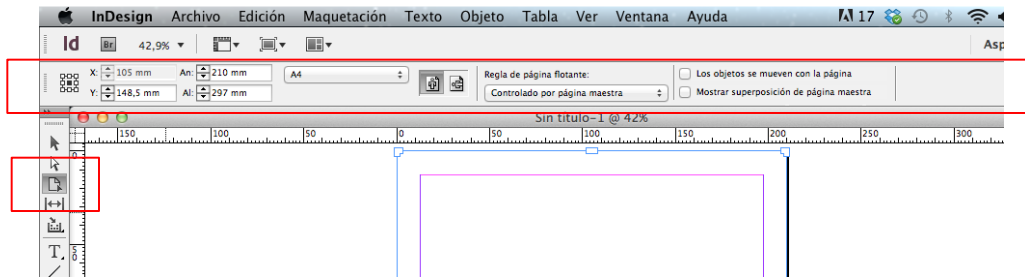 InDesign Archivo Edición Maquetación Texto Objeto Tabla Ver Ventana Ayuda 17
Id Br 42,9% Asp
X: 105 mm An: 210 mm A4 Regla de página flotante: Los objetos se mueven con la página
Y: 148,5 mm Al: 297 mm Controlado por página maestra Mostrar superposición de página maestra
Sin título-1 @ 42%
150 100 50 0 50 100 150 200 250 300
0
T
50